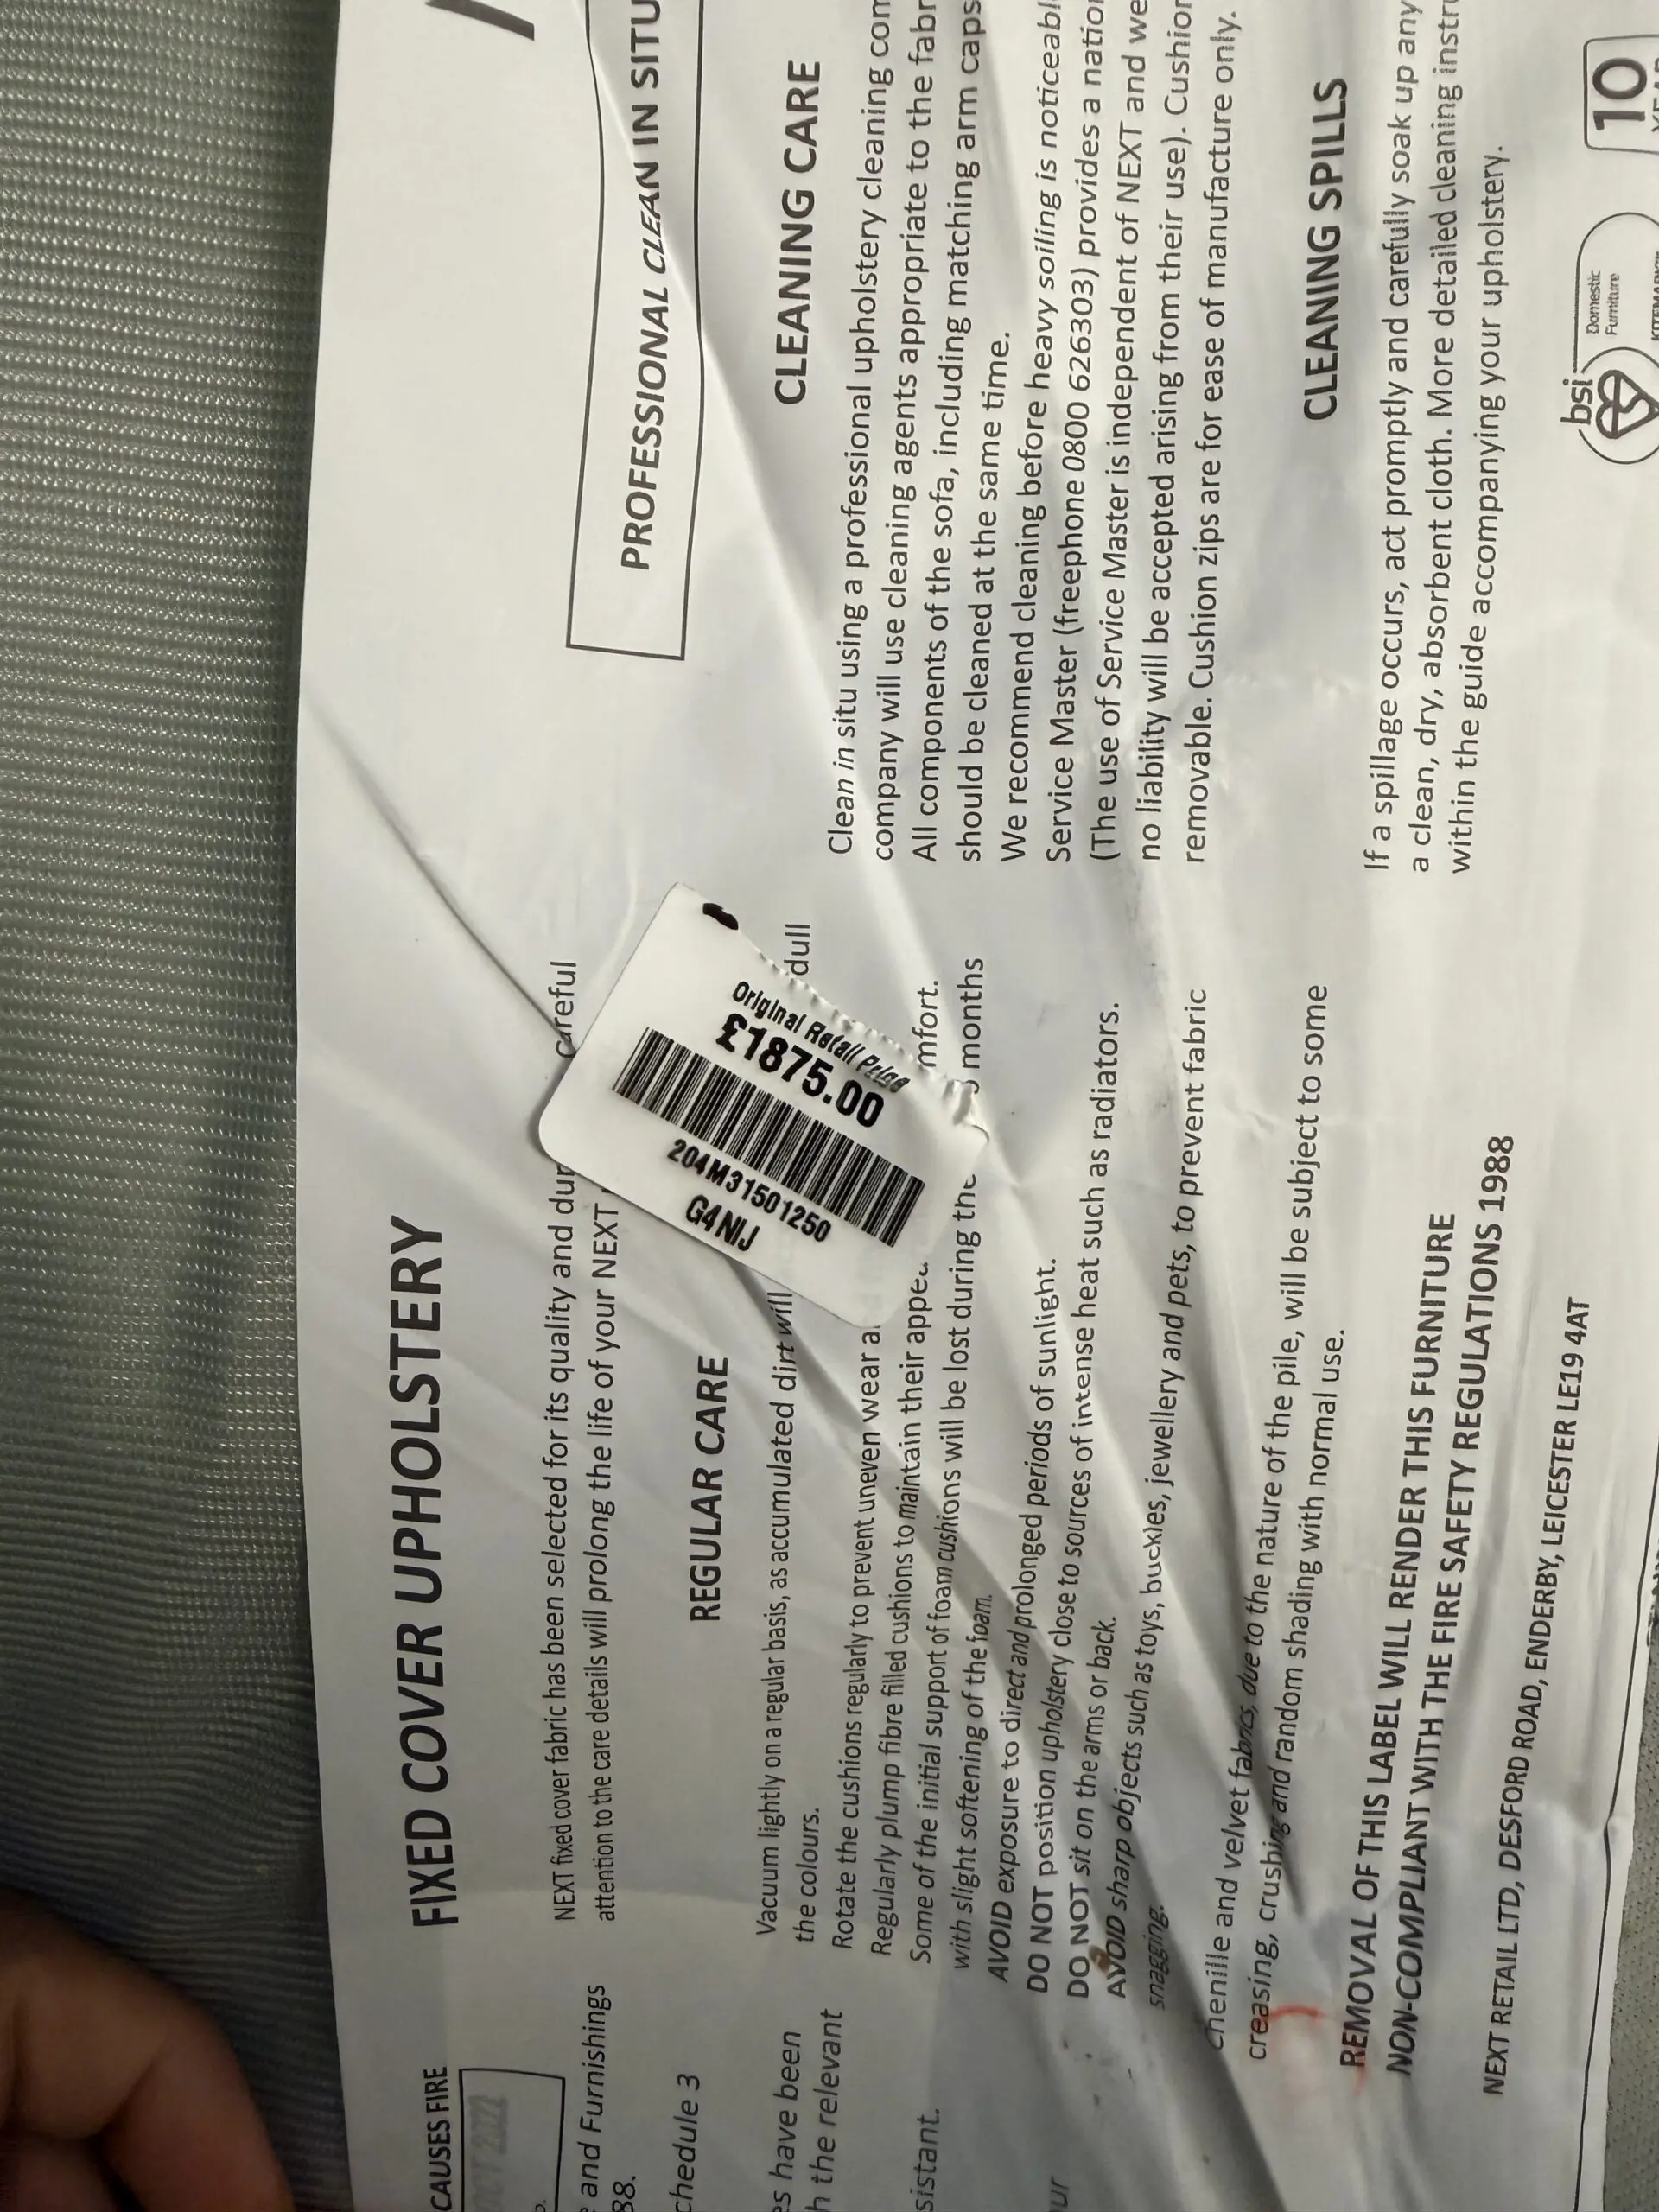 CAUSES FIRE
OCT 2022
and Furnishings
88.
chedule 3
s have been
h the relevant
sistant.
ur
FIXED COVER UPHOLSTERY
NEXT fixed cover fabric has been selected for its quality and dur Careful
attention to the care details will prolong the life of your NEXT
REGULAR CARE
Vacuum lightly on a regular basis, as accumulated dirt will dull
the colours.
Rotate the cushions regularly to prevent uneven wear a
Regularly plump fibre filled cushions to maintain their appea mfort.
Some of the initial support of foam cushions will be lost during the months
with slight softening of the foam.
AVOID exposure to direct and prolonged periods of sunlight.
DO NOT position upholstery close to sources of intense heat such as radiators.
DO NOT sit on the arms or back.
AVOID sharp objects such as toys, buckles, jewellery and pets, to prevent fabric
snagging.
Chenille and velvet fabrics, due to the nature of the pile, will be subject to some
creasing, crushing and random shading with normal use.
REMOVAL OF THIS LABEL WILL RENDER THIS FURNITURE
NON-COMPLIANT WITH THE FIRE SAFETY REGULATIONS 1988
NEXT RETAIL LTD, DESFORD ROAD, ENDERBY, LEICESTER LE19 4AT
Original Retail Price
£1875.00
204M31501250
G4NIJ
PROFESSIONAL CLEAN IN SITU
CLEANING CARE
Clean in situ using a professional upholstery cleaning com
company will use cleaning agents appropriate to the fabr
All components of the sofa, including matching arm caps
should be cleaned at the same time.
We recommend cleaning before heavy soiling is noticeabl
Service Master (freephone 0800 626303) provides a nation
(The use of Service Master is independent of NEXT and we
no liability will be accepted arising from their use). Cushion
removable. Cushion zips are for ease of manufacture only.
CLEANING SPILLS
If a spillage occurs, act promptly and carefully soak up any
a clean, dry, absorbent cloth. More detailed cleaning instru
within the guide accompanying your upholstery.
bsi
Domestic
Furniture
KITEMARK
10
YEAR